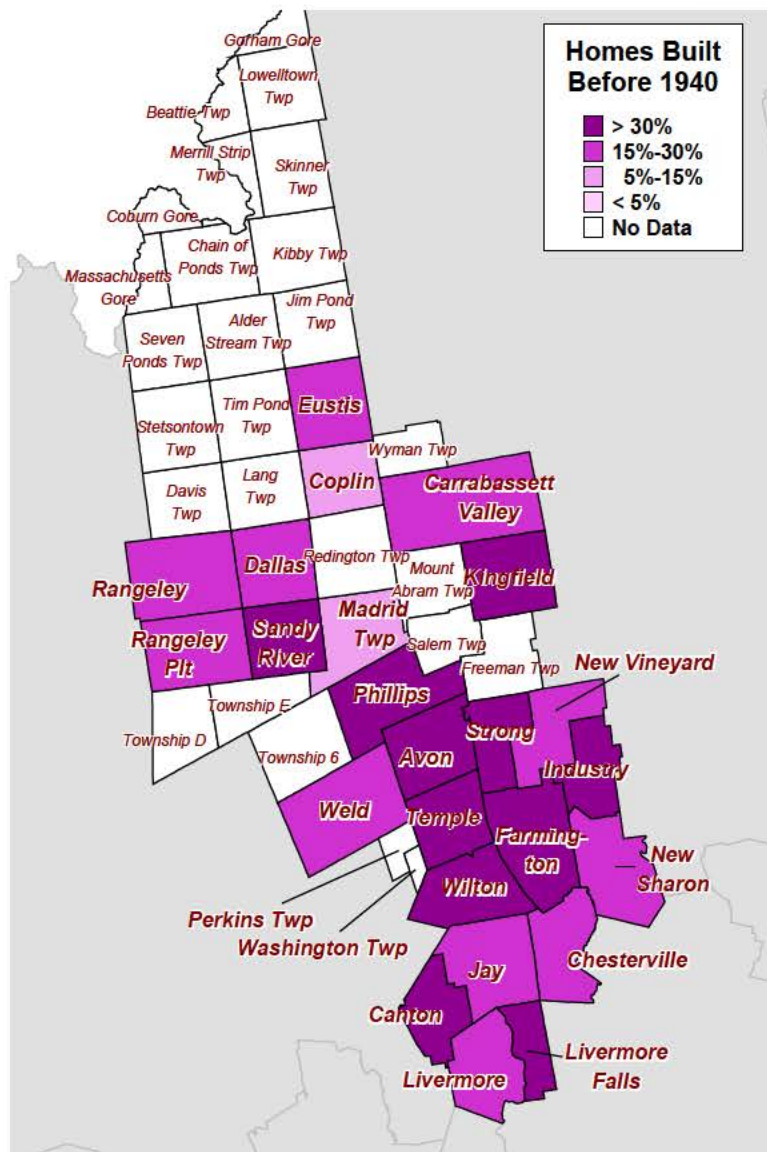 Homes Built
Before 1940
> 30%
15%-30%
5%-15%
< 5%
No Data
Gorham Gore
Lowelltown
Twp
Beattie Twp
Merrill Strip
Twp
Skinner
Twp
Coburn Gore
Chain of
Ponds Twp
Kibby Twp
Massachusetts
Gore
Jim Pond
Twp
Seven
Ponds Twp
Alder
Stream Twp
Eustis
Stetsontown
Twp
Tim Pond
Twp
Wyman Twp
Davis
Twp
Lang
Twp
Coplin
Carrabassett
Valley
Rangeley
Dallas
Redington Twp
Mount
Abram Twp
Kingfield
Rangeley
Plt
Sandy
River
Madrid
Twp
Salem Twp
Freeman Twp
New Vineyard
Township E
Township D
Phillips
Strong
Township 6
Avon
Industry
Weld
Temple
Farming-
ton
New
Sharon
Wilton
Perkins Twp
Washington Twp
Jay
Chesterville
Canton
Livermore
Livermore
Falls